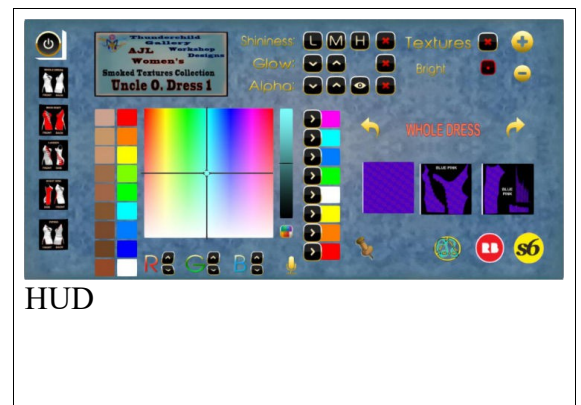 Thunderchild
Gallery
AJL Workshop
Designs
Women's
Smoked Textures Collection
Uncle O. Dress 1
Shininess: L M H
Glow:
Alpha:
Textures
Bright
WHOLE DRESS
BLUE PINK
BLUE
PINK
R G B
RB
s6
HUD